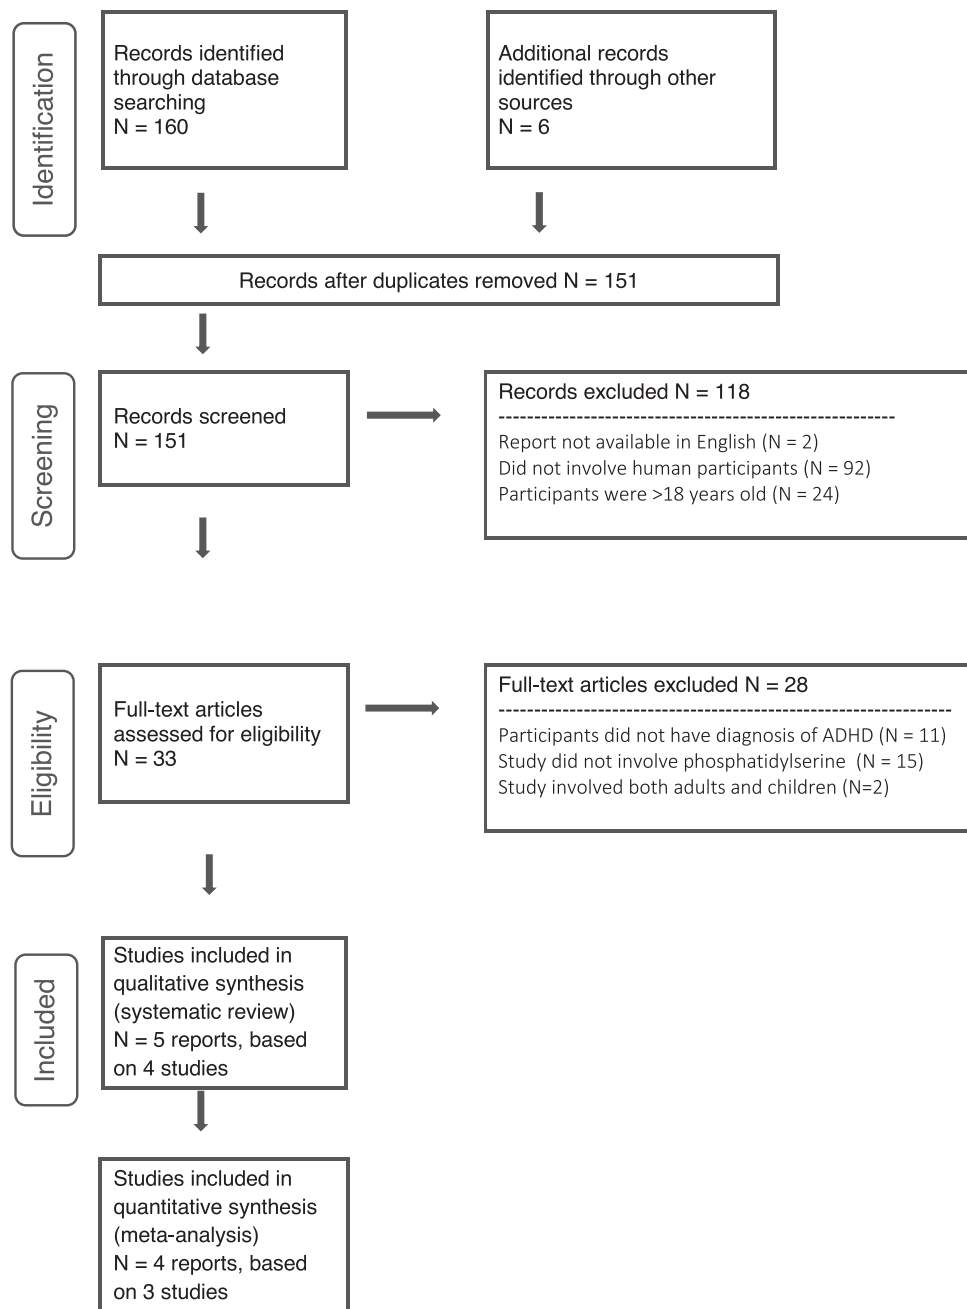 Identification
Records identified
through database
searching
N = 160
Additional records
identified through other
sources
N = 6
Records after duplicates removed N = 151
Screening
Records screened
N = 151
Records excluded N = 118
--------------------------------------------------------
Report not available in English (N = 2)
Did not involve human participants (N = 92)
Participants were >18 years old (N = 24)
Eligibility
Full-text articles
assessed for eligibility
N = 33
Full-text articles excluded N = 28
----------------------------------------------------------------
Participants did not have diagnosis of ADHD (N = 11)
Study did not involve phosphatidylserine (N = 15)
Study involved both adults and children (N=2)
Included
Studies included in
qualitative synthesis
(systematic review)
N = 5 reports, based
on 4 studies
Studies included in
quantitative synthesis
(meta-analysis)
N = 4 reports, based
on 3 studies